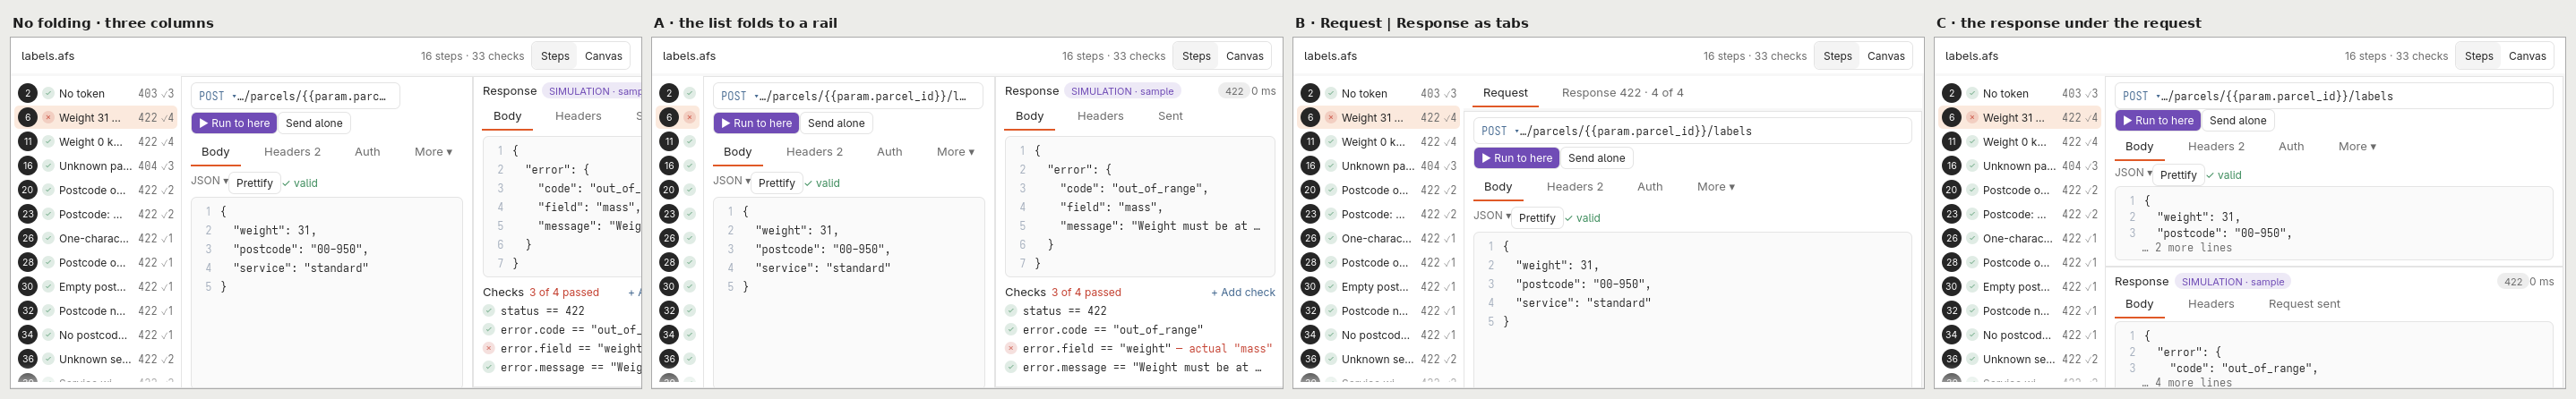 No folding · three columns
labels.afs
16 steps · 33 checks Steps Canvas
2 No token 403 ✓3
6 Weight 31 … 422 ✓4
11 Weight 0 k… 422 ✓4
16 Unknown pa… 404 ✓3
20 Postcode o… 422 ✓2
23 Postcode: … 422 ✓2
26 One-charac… 422 ✓1
28 Postcode o… 422 ✓1
30 Empty post… 422 ✓1
32 Postcode n… 422 ✓1
34 No postcod… 422 ✓1
36 Unknown se… 422 ✓2
POST ▾…/parcels/{{param.parc…
▶ Run to here Send alone
Body Headers 2 Auth More ▾
JSON ▾ Prettify ✓ valid
1 {
2 "weight": 31,
3 "postcode": "00-950",
4 "service": "standard"
5 }
Response SIMULATION · samp
Body Headers S
1 {
2 "error": {
3 "code": "out_of_
4 "field": "mass",
5 "message": "Weig
6 }
7 }
Checks 3 of 4 passed + A
status == 422
error.code == "out_of_
error.field == "weight
error.message == "Weig
A · the list folds to a rail
labels.afs
16 steps · 33 checks Steps Canvas
2
6
11
16
20
23
26
28
30
32
34
36
POST ▾…/parcels/{{param.parcel_id}}/l…
▶ Run to here Send alone
Body Headers 2 Auth More ▾
JSON ▾ Prettify ✓ valid
1 {
2 "weight": 31,
3 "postcode": "00-950",
4 "service": "standard"
5 }
Response SIMULATION · sample 422 0 ms
Body Headers Sent
1 {
2 "error": {
3 "code": "out_of_range",
4 "field": "mass",
5 "message": "Weight must be at …
6 }
7 }
Checks 3 of 4 passed + Add check
status == 422
error.code == "out_of_range"
error.field == "weight" — actual "mass"
error.message == "Weight must be at …
B · Request | Response as tabs
labels.afs
16 steps · 33 checks Steps Canvas
2 No token 403 ✓3
6 Weight 31 … 422 ✓4
11 Weight 0 k… 422 ✓4
16 Unknown pa… 404 ✓3
20 Postcode o… 422 ✓2
23 Postcode: … 422 ✓2
26 One-charac… 422 ✓1
28 Postcode o… 422 ✓1
30 Empty post… 422 ✓1
32 Postcode n… 422 ✓1
34 No postcod… 422 ✓1
36 Unknown se… 422 ✓2
Request Response 422 · 4 of 4
POST ▾…/parcels/{{param.parcel_id}}/labels
▶ Run to here Send alone
Body Headers 2 Auth More ▾
JSON ▾ Prettify ✓ valid
1 {
2 "weight": 31,
3 "postcode": "00-950",
4 "service": "standard"
5 }
C · the response under the request
labels.afs
16 steps · 33 checks Steps Canvas
2 No token 403 ✓3
6 Weight 31 … 422 ✓4
11 Weight 0 k… 422 ✓4
16 Unknown pa… 404 ✓3
20 Postcode o… 422 ✓2
23 Postcode: … 422 ✓2
26 One-charac… 422 ✓1
28 Postcode o… 422 ✓1
30 Empty post… 422 ✓1
32 Postcode n… 422 ✓1
34 No postcod… 422 ✓1
36 Unknown se… 422 ✓2
POST ▾…/parcels/{{param.parcel_id}}/labels
▶ Run to here Send alone
Body Headers 2 Auth More ▾
JSON ▾ Prettify ✓ valid
1 {
2 "weight": 31,
3 "postcode": "00-950",
… 2 more lines
Response SIMULATION · sample 422 0 ms
Body Headers Request sent
1 {
2 "error": {
3 "code": "out_of_range",
… 4 more lines